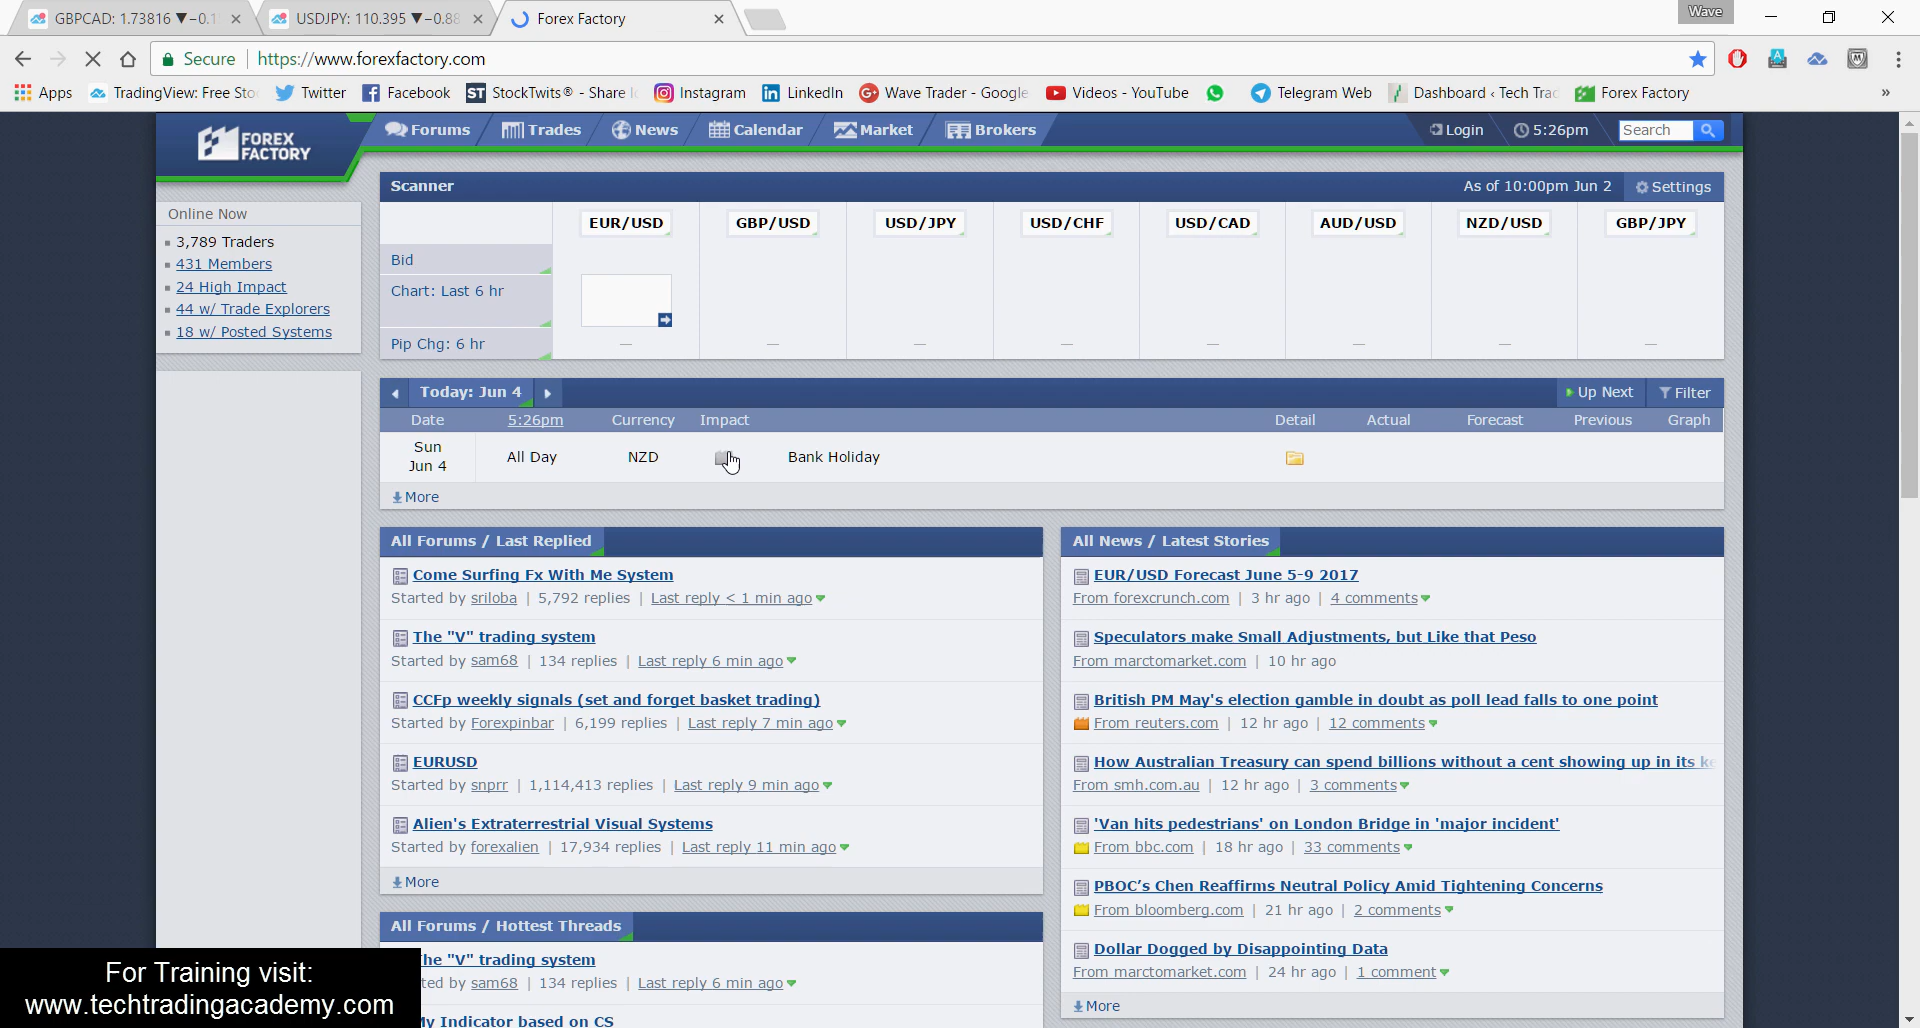 GBPCAD: 1.73816 ▼−0.1
USDJPY: 110.395 ▼−0.88
Forex Factory
Wave
Secure
https://www.forexfactory.com
Apps
TradingView: Free Sto
Twitter
Facebook
ST StockTwits® - Share I
Instagram
LinkedIn
Wave Trader - Google
Videos - YouTube
Telegram Web
Dashboard ‹ Tech Trad
Forex Factory
»
FOREX
FACTORY
Forums
Trades
News
Calendar
Market
Brokers
Login
5:26pm
Search
Online Now
3,789 Traders
431 Members
24 High Impact
44 w/ Trade Explorers
18 w/ Posted Systems
Scanner
As of 10:00pm Jun 2
Settings
EUR/USD GBP/USD USD/JPY USD/CHF USD/CAD AUD/USD NZD/USD GBP/JPY
Bid
Chart: Last 6 hr
Pip Chg: 6 hr — — — — — — — —
Today: Jun 4
Up Next
Filter
Date 5:26pm Currency Impact Detail Actual Forecast Previous Graph
Sun
Jun 4
All Day NZD Bank Holiday
More
All Forums / Last Replied
Come Surfing Fx With Me System
Started by sriloba | 5,792 replies | Last reply < 1 min ago
The "V" trading system
Started by sam68 | 134 replies | Last reply 6 min ago
CCFp weekly signals (set and forget basket trading)
Started by Forexpinbar | 6,199 replies | Last reply 7 min ago
EURUSD
Started by snprr | 1,114,413 replies | Last reply 9 min ago
Alien's Extraterrestrial Visual Systems
Started by forexalien | 17,934 replies | Last reply 11 min ago
More
All Forums / Hottest Threads
he "V" trading system
ted by sam68 | 134 replies | Last reply 6 min ago
My Indicator based on CS
All News / Latest Stories
EUR/USD Forecast June 5-9 2017
From forexcrunch.com | 3 hr ago | 4 comments
Speculators make Small Adjustments, but Like that Peso
From marctomarket.com | 10 hr ago
British PM May's election gamble in doubt as poll lead falls to one point
From reuters.com | 12 hr ago | 12 comments
How Australian Treasury can spend billions without a cent showing up in its ke
From smh.com.au | 12 hr ago | 3 comments
'Van hits pedestrians' on London Bridge in 'major incident'
From bbc.com | 18 hr ago | 33 comments
PBOC’s Chen Reaffirms Neutral Policy Amid Tightening Concerns
From bloomberg.com | 21 hr ago | 2 comments
Dollar Dogged by Disappointing Data
From marctomarket.com | 24 hr ago | 1 comment
More
For Training visit:
www.techtradingacademy.com